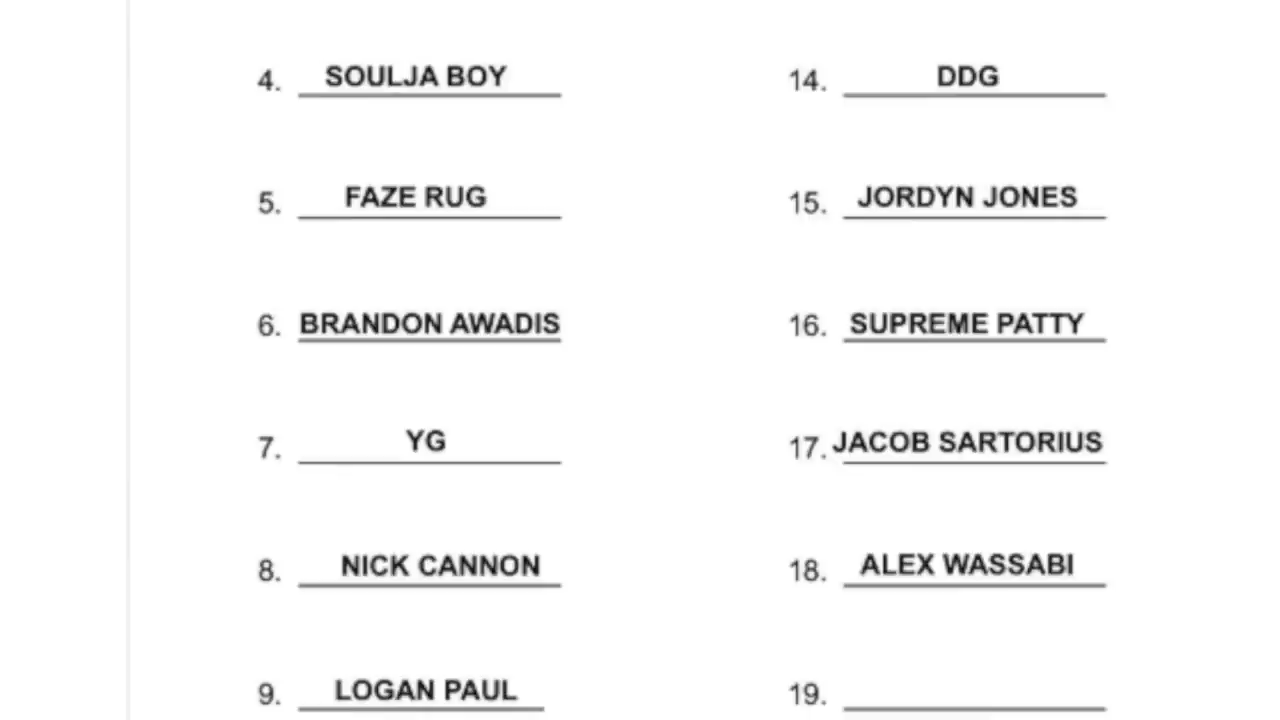 4. SOULJA BOY
5. FAZE RUG
6. BRANDON AWADIS
7. YG
8. NICK CANNON
9. LOGAN PAUL
14. DDG
15. JORDYN JONES
16. SUPREME PATTY
17. JACOB SARTORIUS
18. ALEX WASSABI
19.